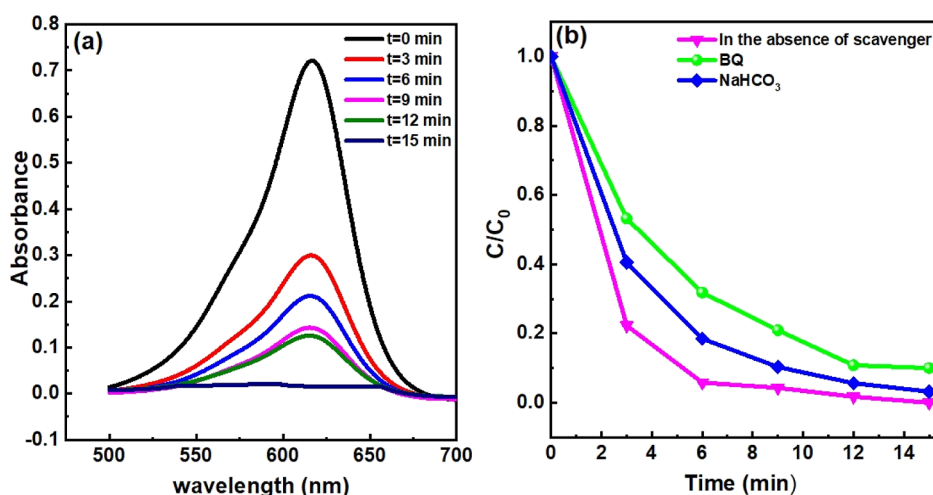 (a)
t=0 min
t=3 min
t=6 min
t=9 min
t=12 min
t=15 min
0.8
0.7
0.6
0.5
0.4
0.3
0.2
0.1
0.0
-0.1
Absorbance
500 550 600 650 700
wavelength (nm)
(b)
In the absence of scavenger
BQ
NaHCO₃
1.0
0.8
0.6
0.4
0.2
0.0
C/C₀
0 2 4 6 8 10 12 14
Time (min)